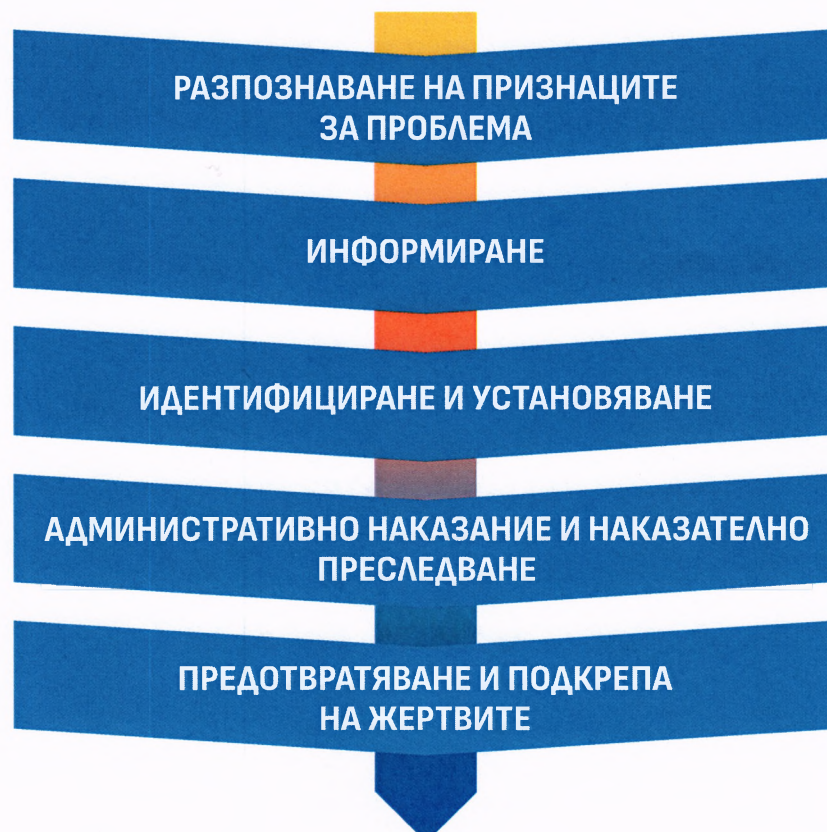 РАЗПОЗНАВАНЕ НА ПРИЗНАЦИТЕ
ЗА ПРОБЛЕМА
ИНФОРМИРАНЕ
ИДЕНТИФИЦИРАНЕ И УСТАНОВЯВАНЕ
АДМИНИСТРАТИВНО НАКАЗАНИЕ И НАКАЗАТЕЛНО
ПРЕСЛЕДВАНЕ
ПРЕДОТВРАТЯВАНЕ И ПОДКРЕПА
НА ЖЕРТВИТЕ